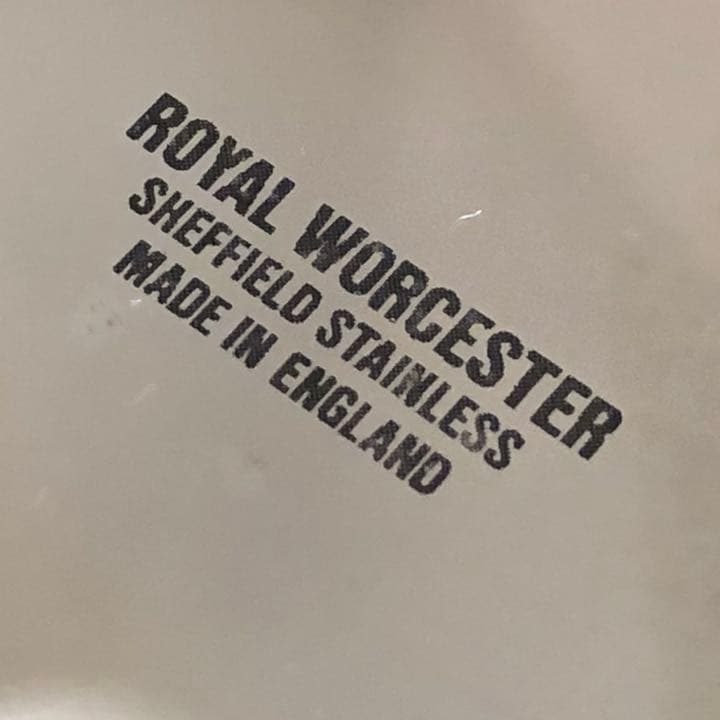 ROYAL WORCESTER
SHEFFIELD STAINLESS
MADE IN ENGLAND